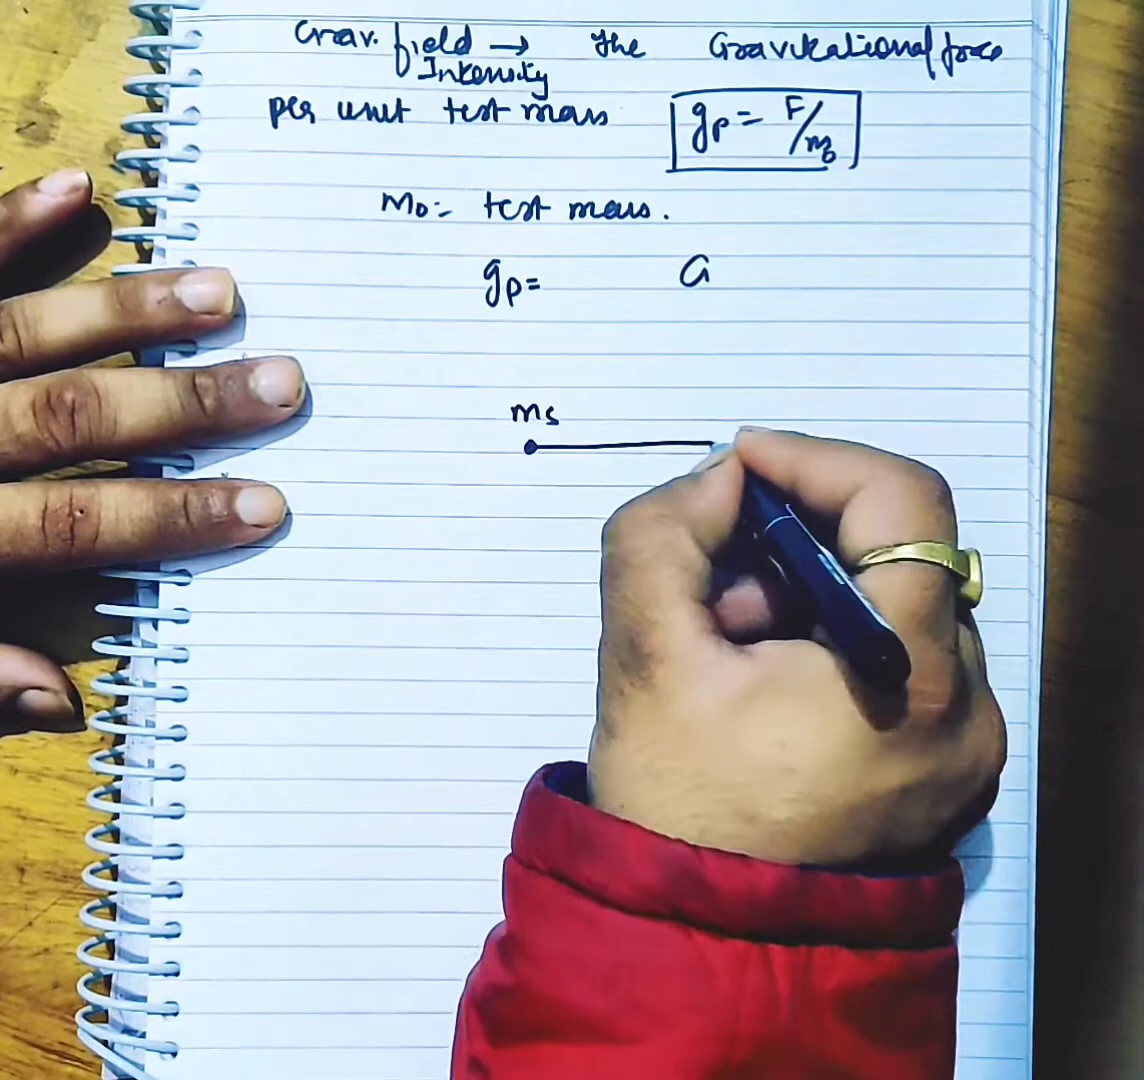 Grav. field → The Gravitational force
Intensity
per unit test mass gp = F/m0
M0:- test mass.
gp= G
ms